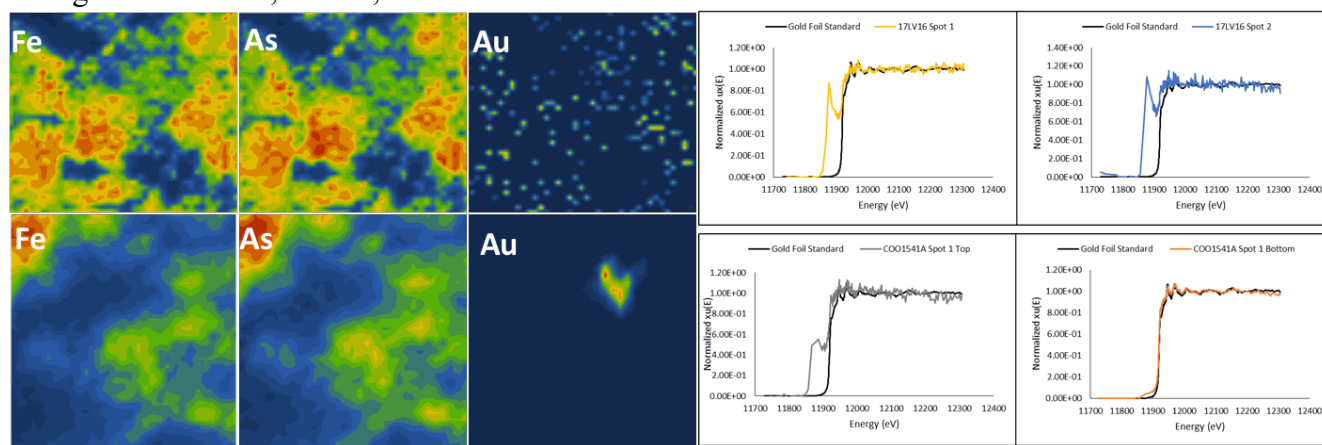 Fe
As
Au
Fe
As
Au
Gold Foil Standard 17LV16 Spot 1
Normalized xu(E)
1.20E+00
1.00E+00
8.00E-01
6.00E-01
4.00E-01
2.00E-01
0.00E+00
11700 11800 11900 12000 12100 12200 12300 12400
Energy (eV)
Gold Foil Standard 17LV16 Spot 2
Normalized xu(E)
1.40E+00
1.20E+00
1.00E+00
8.00E-01
6.00E-01
4.00E-01
2.00E-01
0.00E+00
11700 11800 11900 12000 12100 12200 12300 12400
Energy (eV)
Gold Foil Standard COO1541A Spot 1 Top
Normalized xu(E)
1.20E+00
1.00E+00
8.00E-01
6.00E-01
4.00E-01
2.00E-01
0.00E+00
11700 11800 11900 12000 12100 12200 12300 12400
Energy (eV)
Gold Foil Standard COO1541A Spot 1 Bottom
Normalized xu(E)
1.20E+00
1.00E+00
8.00E-01
6.00E-01
4.00E-01
2.00E-01
0.00E+00
11700 11800 11900 12000 12100 12200 12300 12400
Energy (eV)